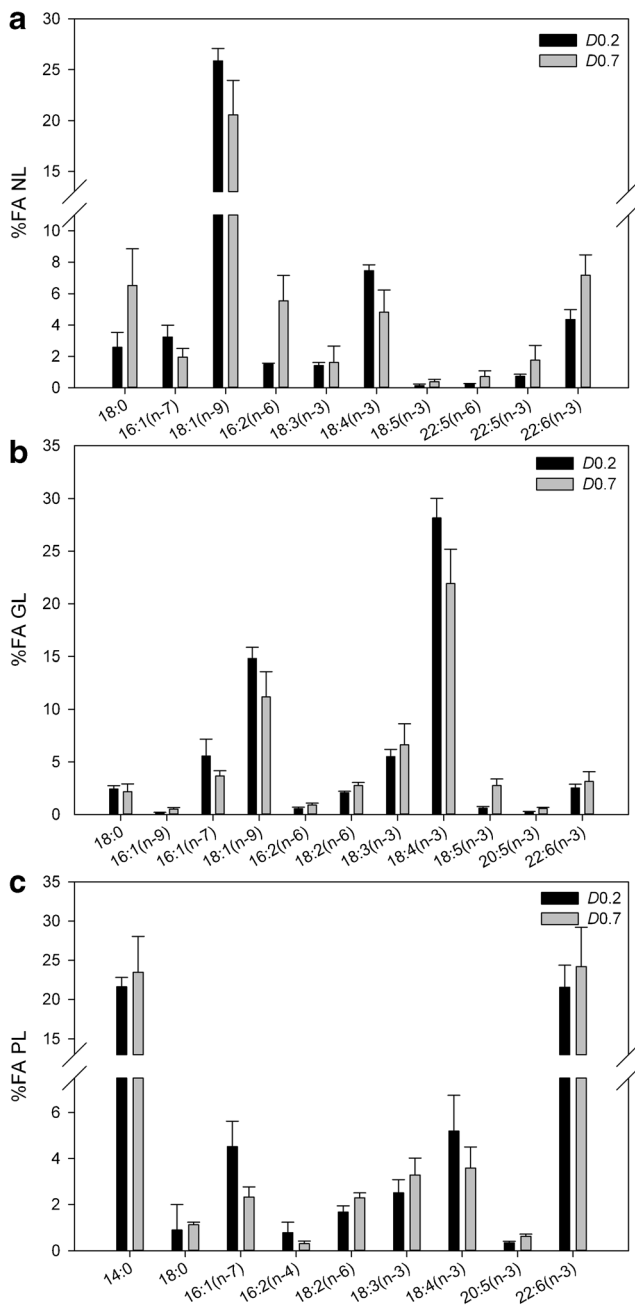 a
%FA NL
30
25
20
15
10
8
6
4
2
0
D0.2
D0.7
18:0 16:1(n-7) 18:1(n-9) 16:2(n-6) 18:3(n-3) 18:4(n-3) 18:5(n-3) 22:5(n-6) 22:5(n-3) 22:6(n-3)
b
%FA GL
35
30
25
20
15
10
5
0
D0.2
D0.7
18:0 16:1(n-9) 16:1(n-7) 18:1(n-9) 16:2(n-6) 18:2(n-6) 18:3(n-3) 18:4(n-3) 18:5(n-3) 20:5(n-3) 22:6(n-3)
c
%FA PL
35
30
25
20
15
6
4
2
0
D0.2
D0.7
14:0 18:0 16:1(n-7) 16:2(n-4) 18:2(n-6) 18:3(n-3) 18:4(n-3) 20:5(n-3) 22:6(n-3)